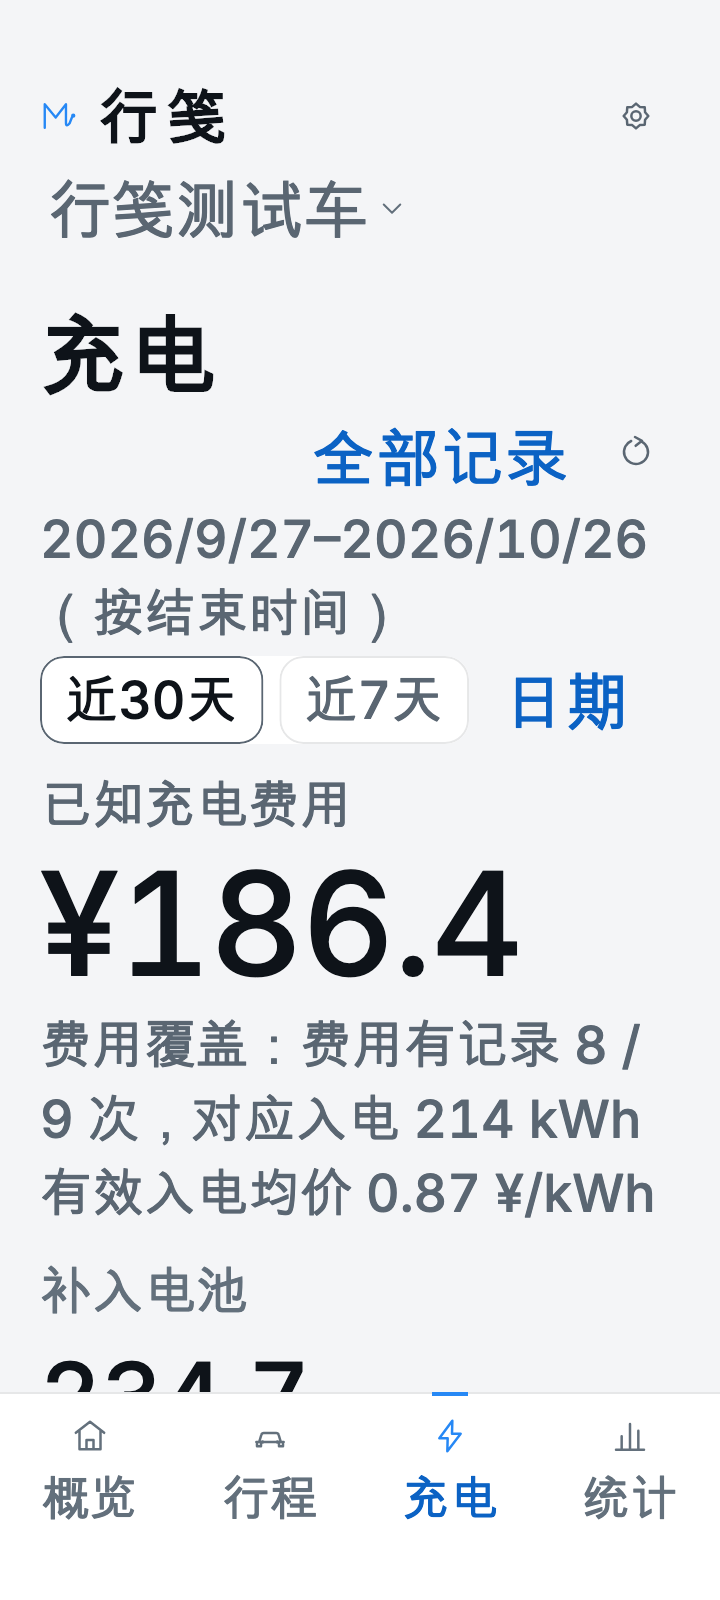 行笺
行笺测试车
充电
全部记录
2026/9/27–2026/10/26
（按结束时间）
近30天 近7天 日期
已知充电费用
¥186.4
费用覆盖：费用有记录 8 /
9 次，对应入电 214 kWh
有效入电均价 0.87 ¥/kWh
补入电池
234.7
概览 行程 充电 统计